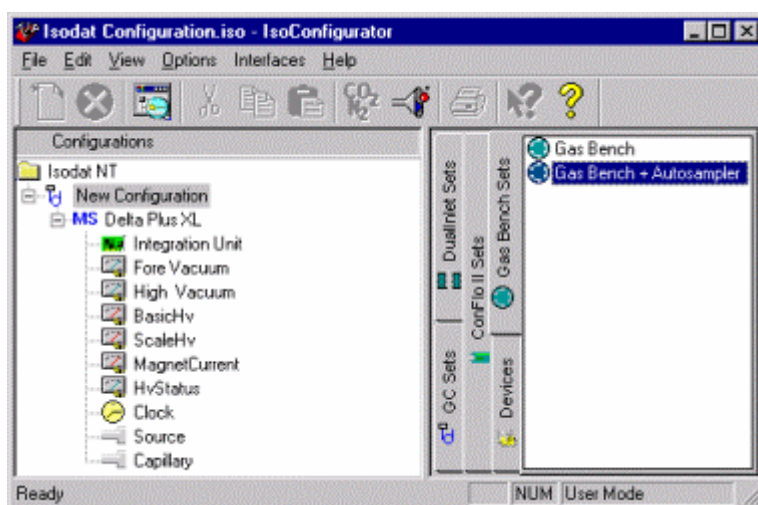 Isodat Configuration.iso - IsoConfigurator
File Edit View Options Interfaces Help
CO2
N2
Configurations
Isodat NT
New Configuration
MS Delta Plus XL
Integration Unit
Fore Vacuum
High Vacuum
BasicHv
ScaleHv
MagnetCurrent
HvStatus
Clock
Source
Capillary
DualInlet Sets
GC Sets
ConFlo II Sets
Gas Bench Sets
Devices
Gas Bench
Gas Bench + Autosampler
Ready
NUM User Mode